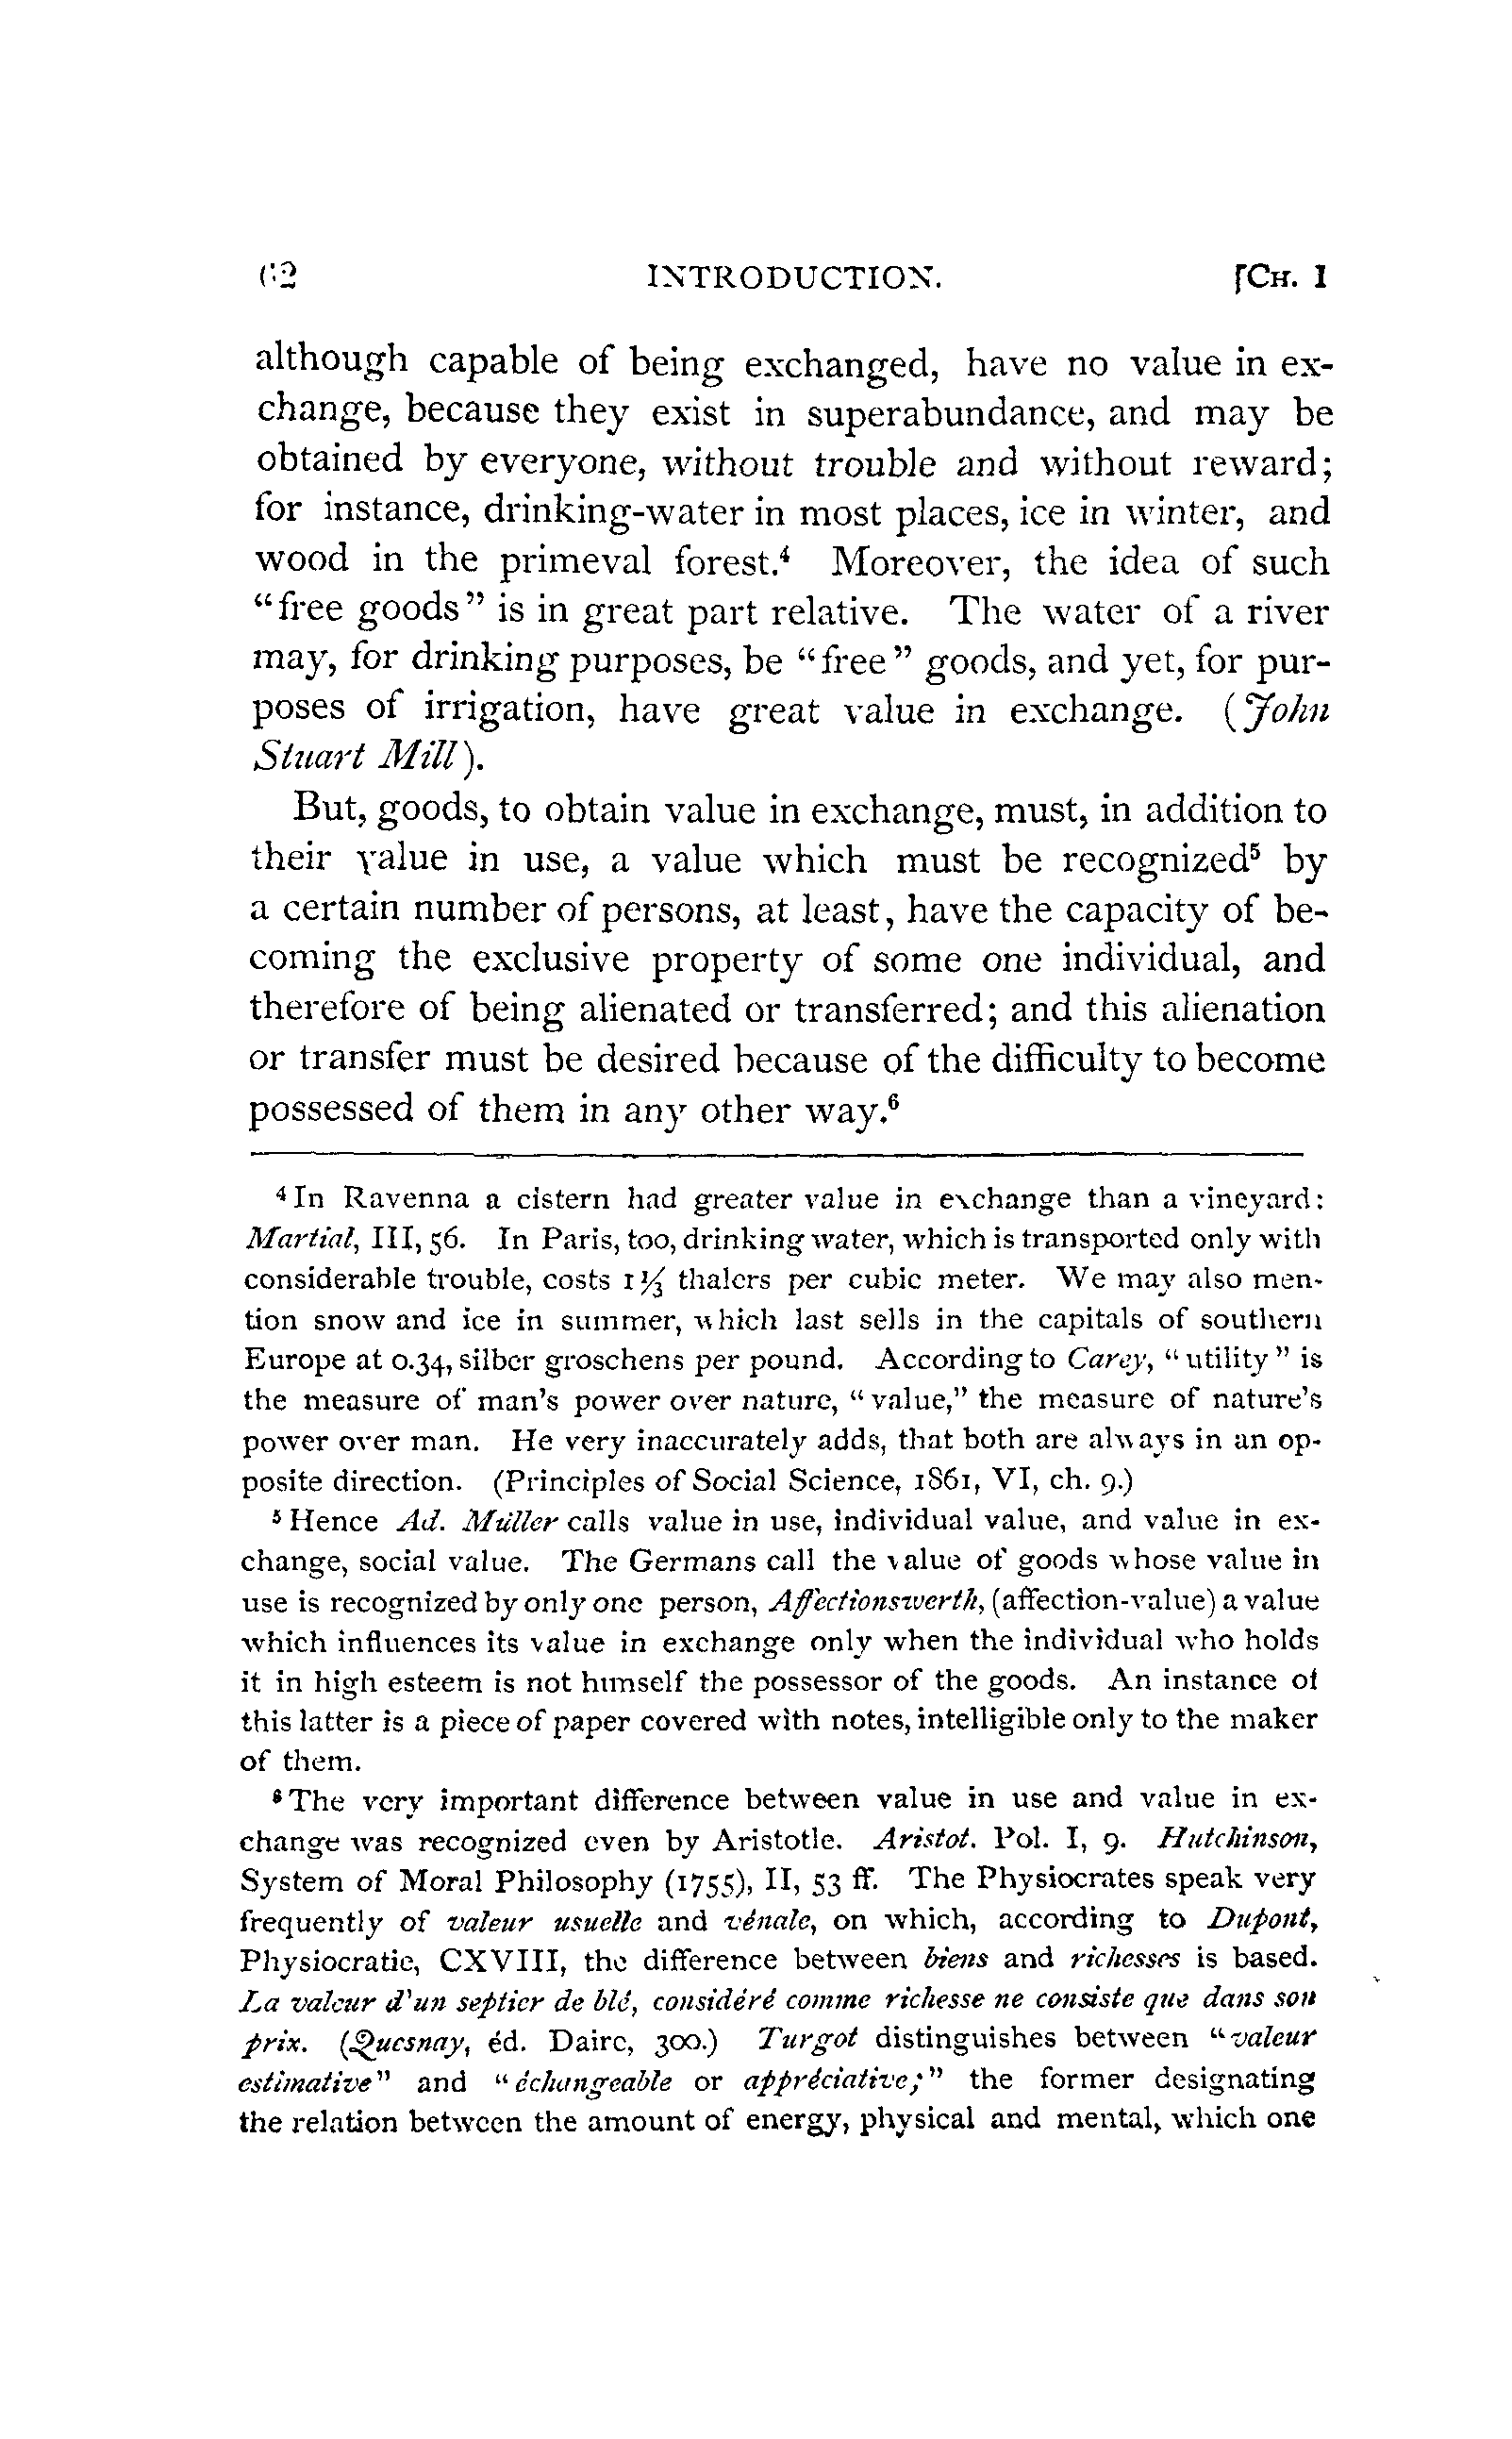 62 INTRODUCTION. [CH. I
although capable of being exchanged, have no value in ex-
change, because they exist in superabundance, and may be
obtained by everyone, without trouble and without reward;
for instance, drinking-water in most places, ice in winter, and
wood in the primeval forest.⁴ Moreover, the idea of such
“free goods” is in great part relative. The water of a river
may, for drinking purposes, be “free” goods, and yet, for pur-
poses of irrigation, have great value in exchange. (John
Stuart Mill).
But, goods, to obtain value in exchange, must, in addition to
their value in use, a value which must be recognized⁵ by
a certain number of persons, at least, have the capacity of be-
coming the exclusive property of some one individual, and
therefore of being alienated or transferred; and this alienation
or transfer must be desired because of the difficulty to become
possessed of them in any other way.⁶
⁴ In Ravenna a cistern had greater value in exchange than a vineyard:
Martial, III, 56. In Paris, too, drinking water, which is transported only with
considerable trouble, costs 1⅓ thalers per cubic meter. We may also men-
tion snow and ice in summer, which last sells in the capitals of southern
Europe at 0.34, silber groschens per pound. According to Carey, “utility” is
the measure of man's power over nature, “value,” the measure of nature's
power over man. He very inaccurately adds, that both are always in an op-
posite direction. (Principles of Social Science, 1861, VI, ch. 9.)
⁵ Hence Ad. Müller calls value in use, individual value, and value in ex-
change, social value. The Germans call the value of goods whose value in
use is recognized by only one person, Affectionswerth, (affection-value) a value
which influences its value in exchange only when the individual who holds
it in high esteem is not himself the possessor of the goods. An instance of
this latter is a piece of paper covered with notes, intelligible only to the maker
of them.
⁶ The very important difference between value in use and value in ex-
change was recognized even by Aristotle. Aristot. Pol. I, 9. Hutchinson,
System of Moral Philosophy (1755), II, 53 ff. The Physiocrates speak very
frequently of valeur usuelle and vénale, on which, according to Dupont,
Physiocratie, CXVIII, the difference between biens and richesses is based.
La valeur d'un septier de blé, considéré comme richesse ne consiste que dans son
prix. (Quesnay, éd. Daire, 300.) Turgot distinguishes between “valeur
estimative” and “échangeable or appréciative;” the former designating
the relation between the amount of energy, physical and mental, which one